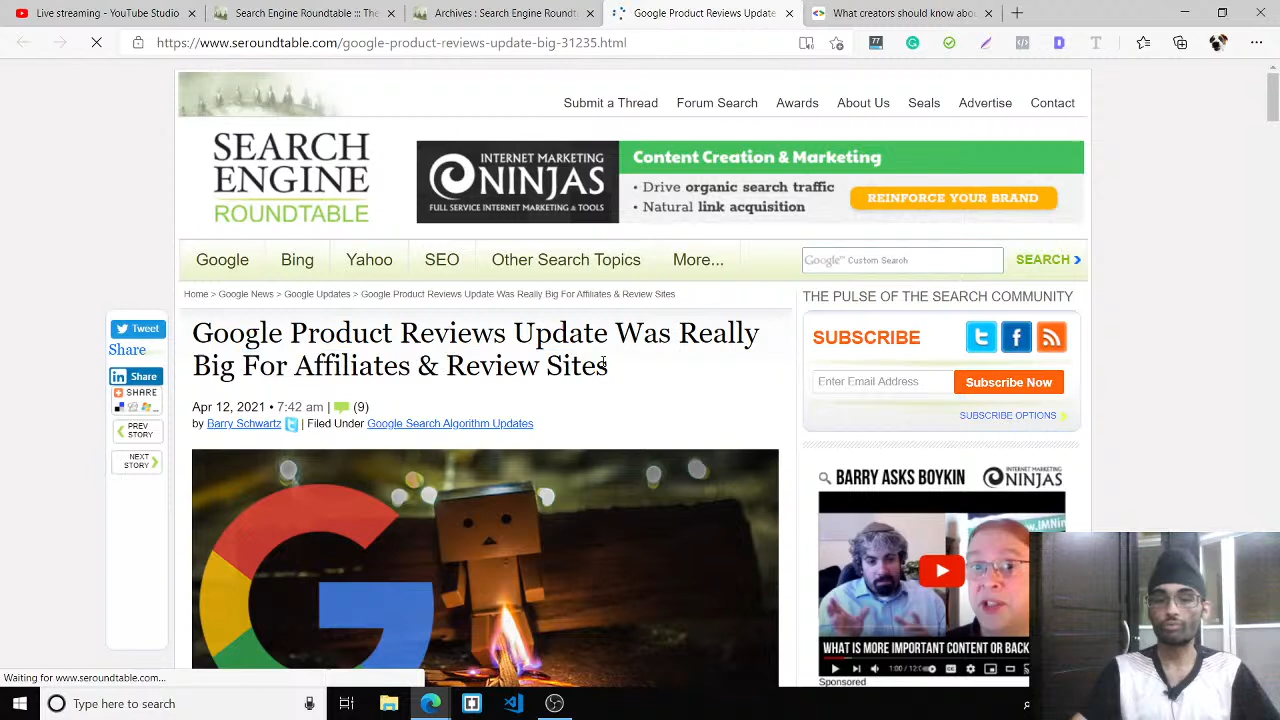 Live streaming - YouTube Studio
Techmeme
Archives : Search Engine Roundt
Google Product Reviews Update
What creators should know abou
https://www.seroundtable.com/google-product-reviews-update-big-31235.html
Submit a Thread
Forum Search
Awards
About Us
Seals
Advertise
Contact
SEARCH
ENGINE
ROUNDTABLE
INTERNET MARKETING
NINJAS
FULL SERVICE INTERNET MARKETING & TOOLS
Content Creation & Marketing
• Drive organic search traffic
• Natural link acquisition
REINFORCE YOUR BRAND
Google
Bing
Yahoo
SEO
Other Search Topics
More...
Google™ Custom Search
SEARCH
Home > Google News > Google Updates > Google Product Reviews Update Was Really Big For Affiliates & Review Sites
THE PULSE OF THE SEARCH COMMUNITY
Tweet
Share
Share
SHARE
PREV
STORY
NEXT
STORY
Google Product Reviews Update Was Really
Big For Affiliates & Review Sites
Apr 12, 2021 • 7:42 am | (9)
by Barry Schwartz | Filed Under Google Search Algorithm Updates
SUBSCRIBE
Enter Email Address
Subscribe Now
SUBSCRIBE OPTIONS
BARRY ASKS BOYKIN
INTERNET MARKETING
NINJAS
www.IMNin
WHAT IS MORE IMPORTANT CONTENT OR BACK
Sponsored
Waiting for www.seroundtable.com...
Type here to search